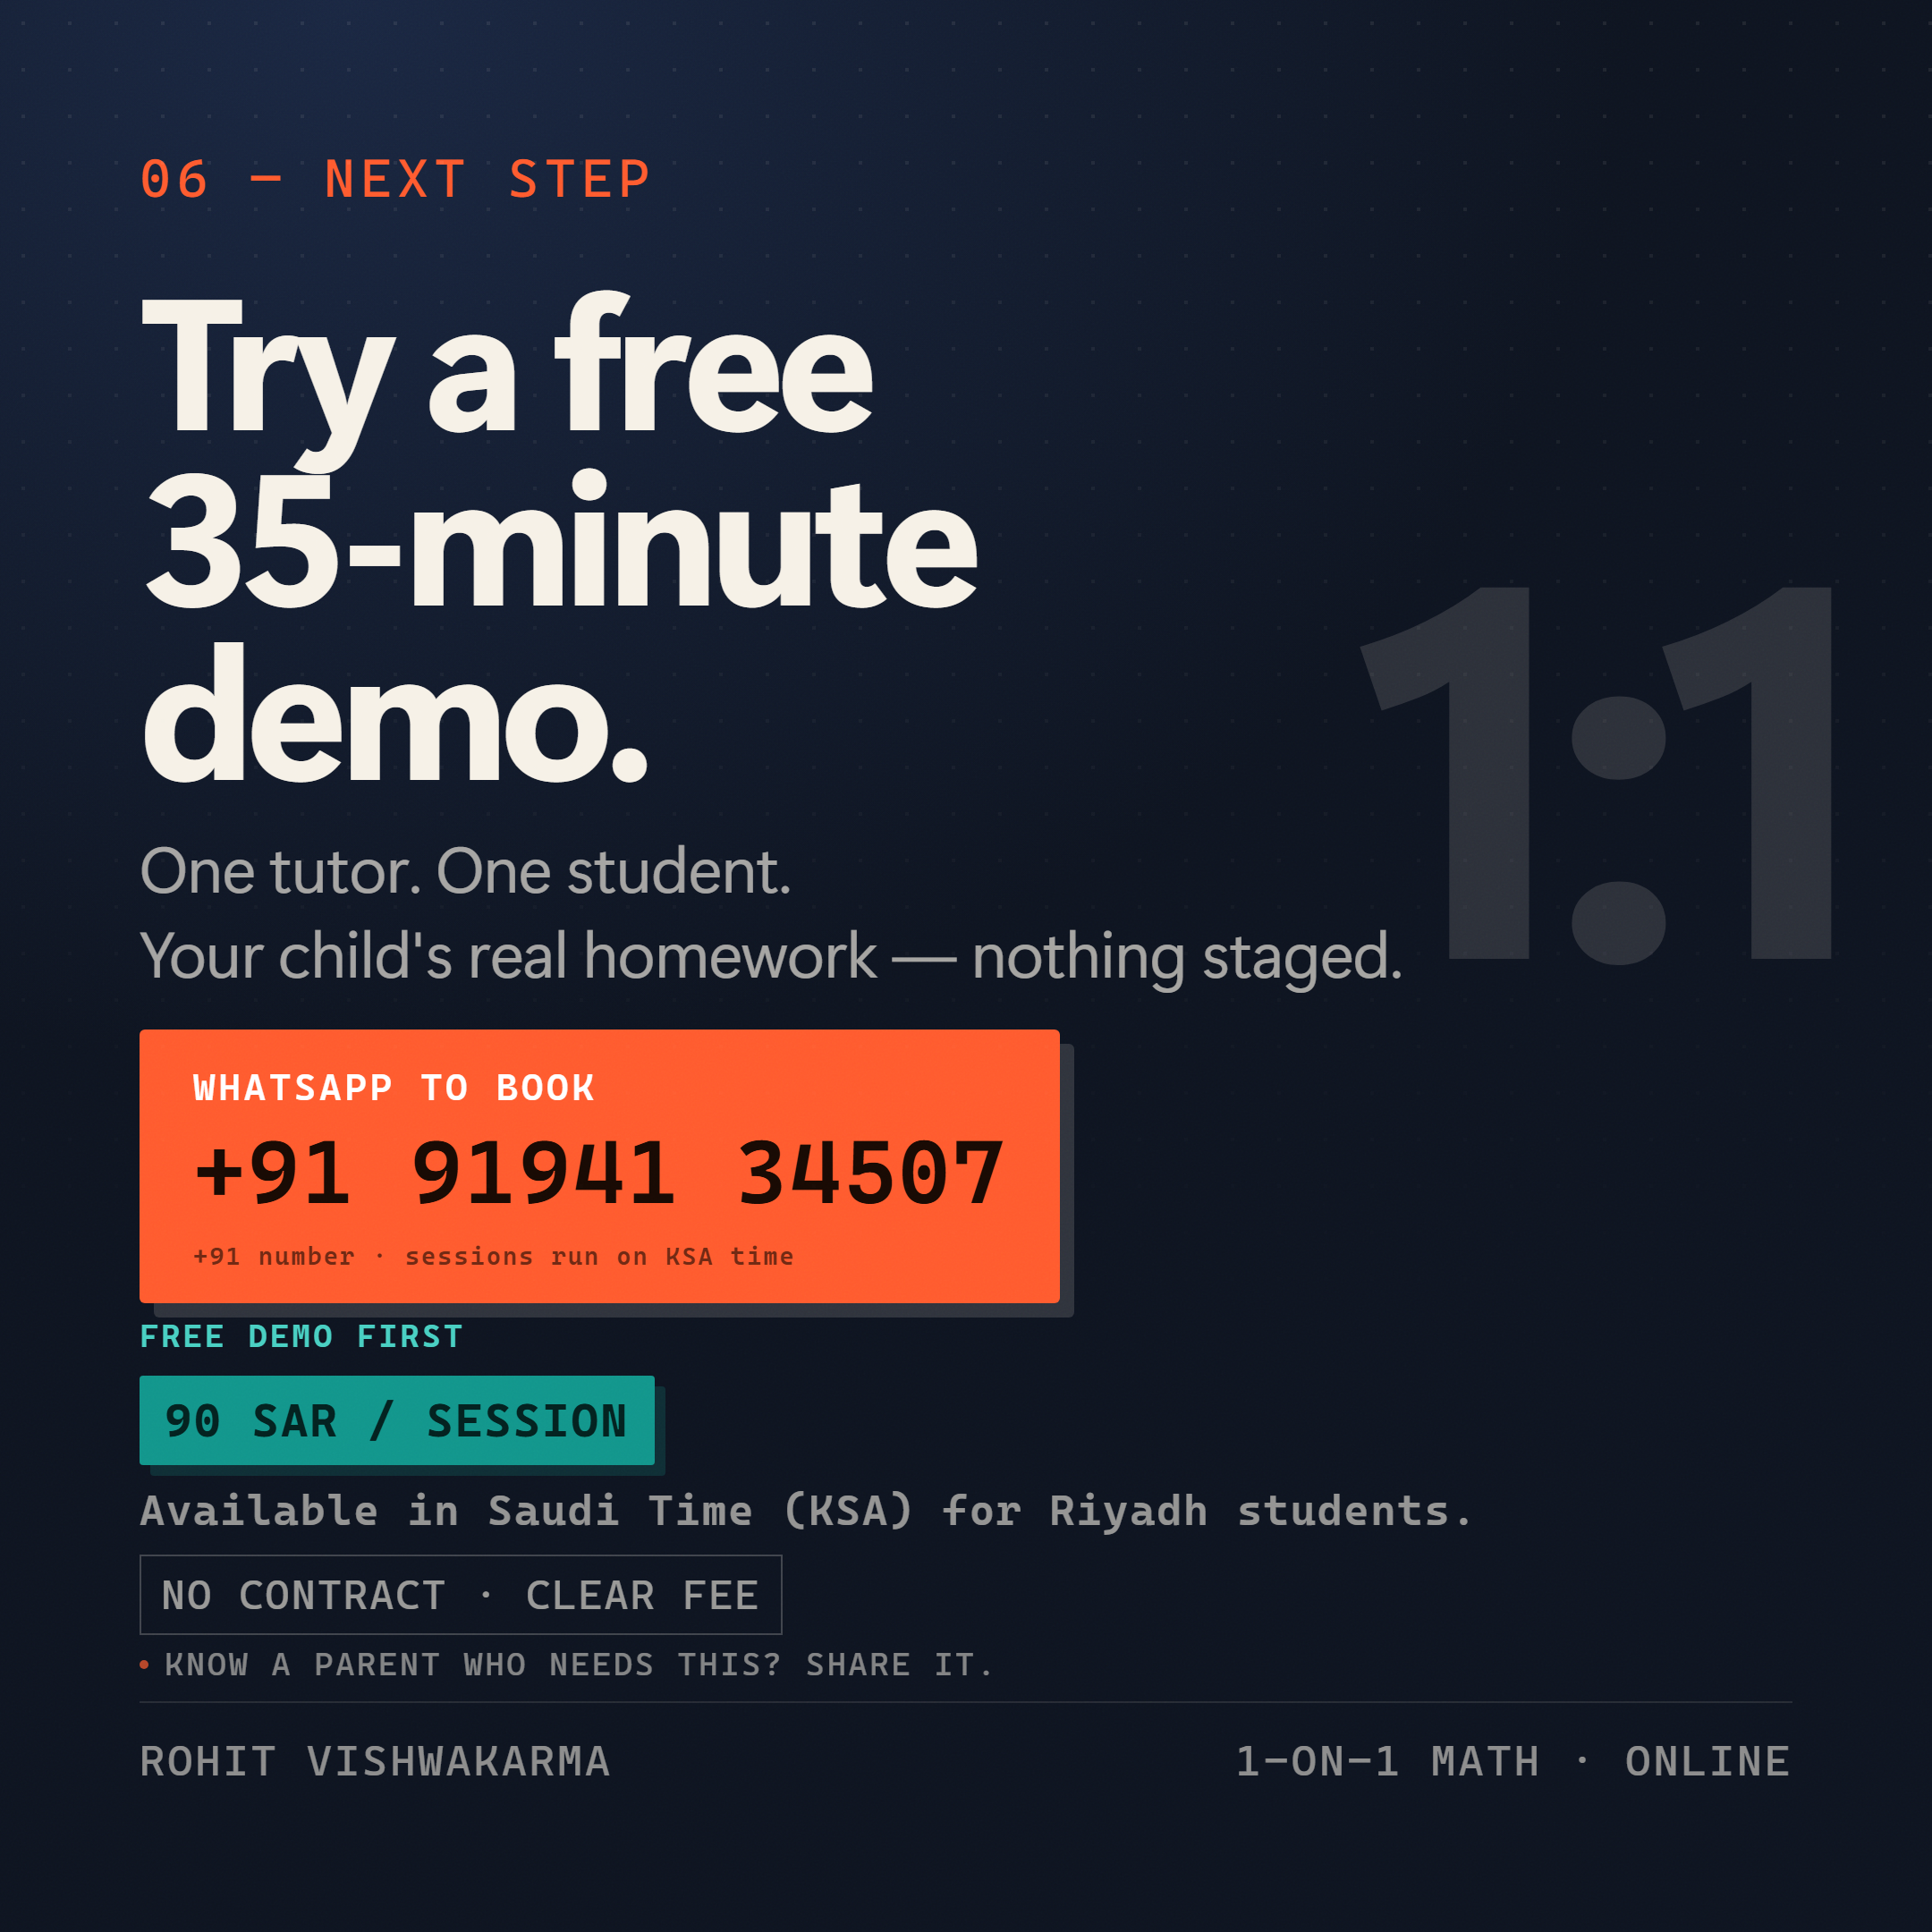 06 — NEXT STEP
Try a free
35-minute
demo.
1:1
One tutor. One student.
Your child's real homework — nothing staged.
WHATSAPP TO BOOK
+91 91941 34507
+91 number · sessions run on KSA time
FREE DEMO FIRST
90 SAR / SESSION
Available in Saudi Time (KSA) for Riyadh students.
NO CONTRACT · CLEAR FEE
• KNOW A PARENT WHO NEEDS THIS? SHARE IT.
ROHIT VISHWAKARMA
1-ON-1 MATH · ONLINE